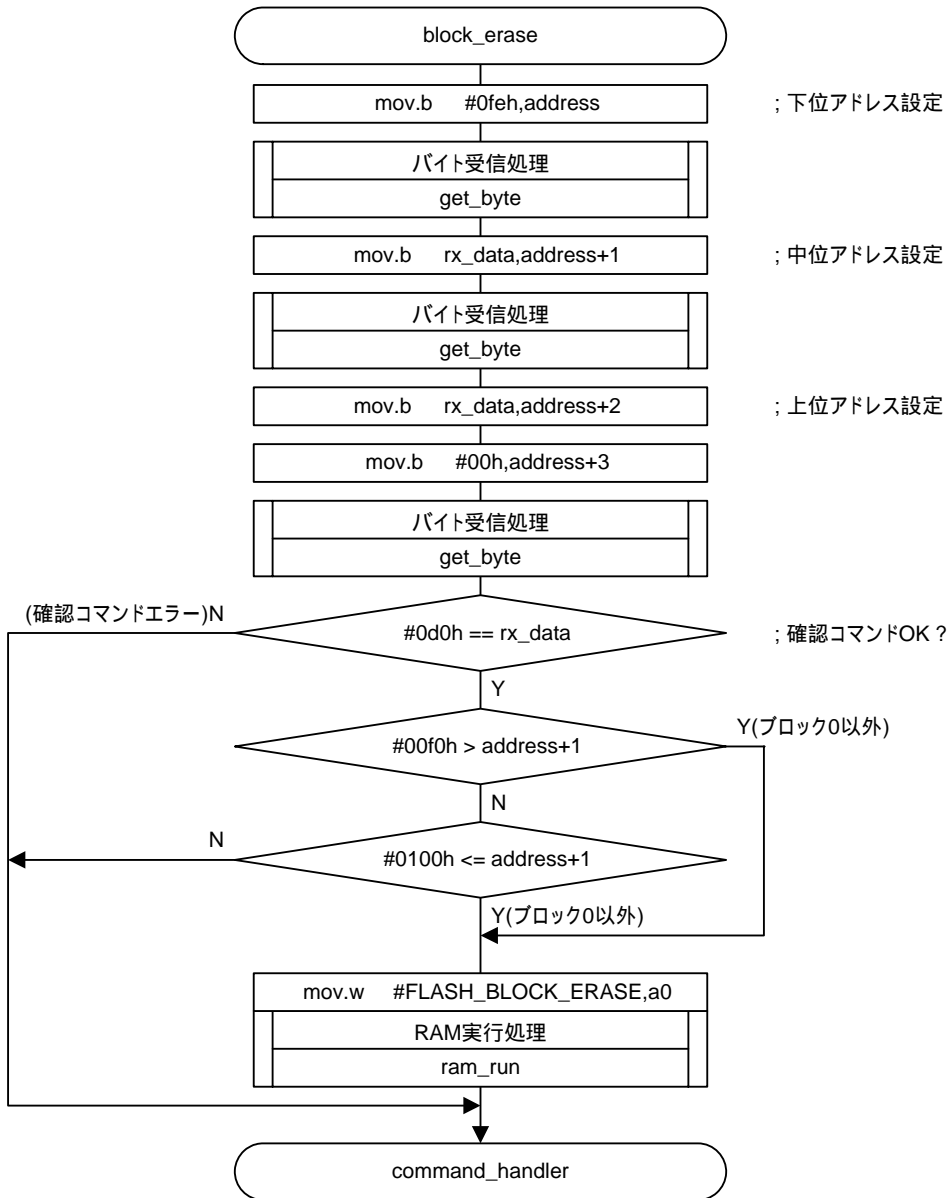 block_erase
mov.b #0feh,address ; 下位アドレス設定
バイト受信処理
get_byte
mov.b rx_data,address+1 ; 中位アドレス設定
バイト受信処理
get_byte
mov.b rx_data,address+2 ; 上位アドレス設定
mov.b #00h,address+3
バイト受信処理
get_byte
(確認コマンドエラー)N
#0d0h == rx_data ; 確認コマンドOK ?
Y
Y(ブロック0以外)
#00f0h > address+1
N
N
#0100h <= address+1
Y(ブロック0以外)
mov.w #FLASH_BLOCK_ERASE,a0
RAM実行処理
ram_run
command_handler